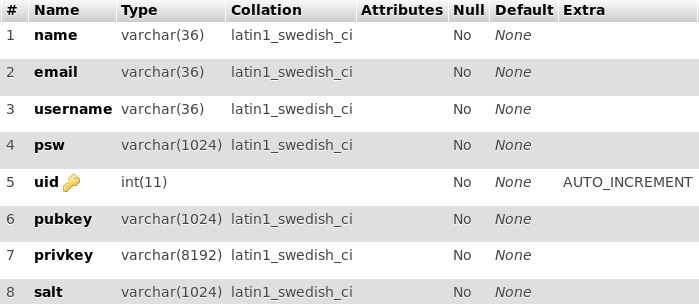 # Name Type Collation Attributes Null Default Extra
1 name varchar(36) latin1_swedish_ci No None
2 email varchar(36) latin1_swedish_ci No None
3 username varchar(36) latin1_swedish_ci No None
4 psw varchar(1024) latin1_swedish_ci No None
5 uid int(11) No None AUTO_INCREMENT
6 pubkey varchar(1024) latin1_swedish_ci No None
7 privkey varchar(8192) latin1_swedish_ci No None
8 salt varchar(1024) latin1_swedish_ci No None